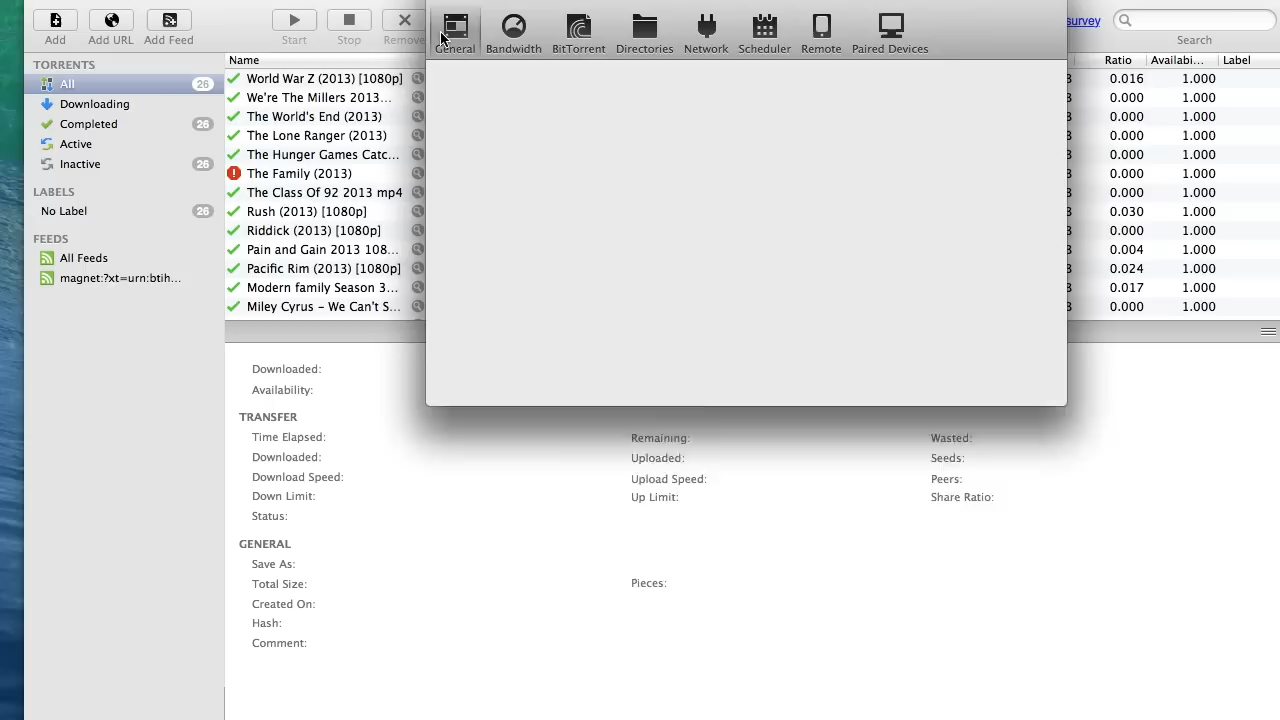 Add Add URL Add Feed Start Stop Remove General Bandwidth BitTorrent Directories Network Scheduler Remote Paired Devices survey Search
TORRENTS
All 26
Downloading
Completed 26
Active
Inactive 26
LABELS
No Label 26
FEEDS
All Feeds
magnet:?xt=urn:btih...
Name Ratio Availabi... Label
World War Z (2013) [1080p] 0.016 1.000
We're The Millers 2013... 0.000 1.000
The World's End (2013) 0.000 1.000
The Lone Ranger (2013) 0.000 1.000
The Hunger Games Catc... 0.000 1.000
The Family (2013) 0.000 1.000
The Class Of 92 2013 mp4 0.000 1.000
Rush (2013) [1080p] 0.030 1.000
Riddick (2013) [1080p] 0.000 1.000
Pain and Gain 2013 108... 0.004 1.000
Pacific Rim (2013) [1080p] 0.024 1.000
Modern family Season 3... 0.017 1.000
Miley Cyrus – We Can't S... 0.000 1.000
Downloaded:
Availability:
TRANSFER
Time Elapsed: Remaining: Wasted:
Downloaded: Uploaded: Seeds:
Download Speed: Upload Speed: Peers:
Down Limit: Up Limit: Share Ratio:
Status:
GENERAL
Save As:
Total Size: Pieces:
Created On:
Hash:
Comment: